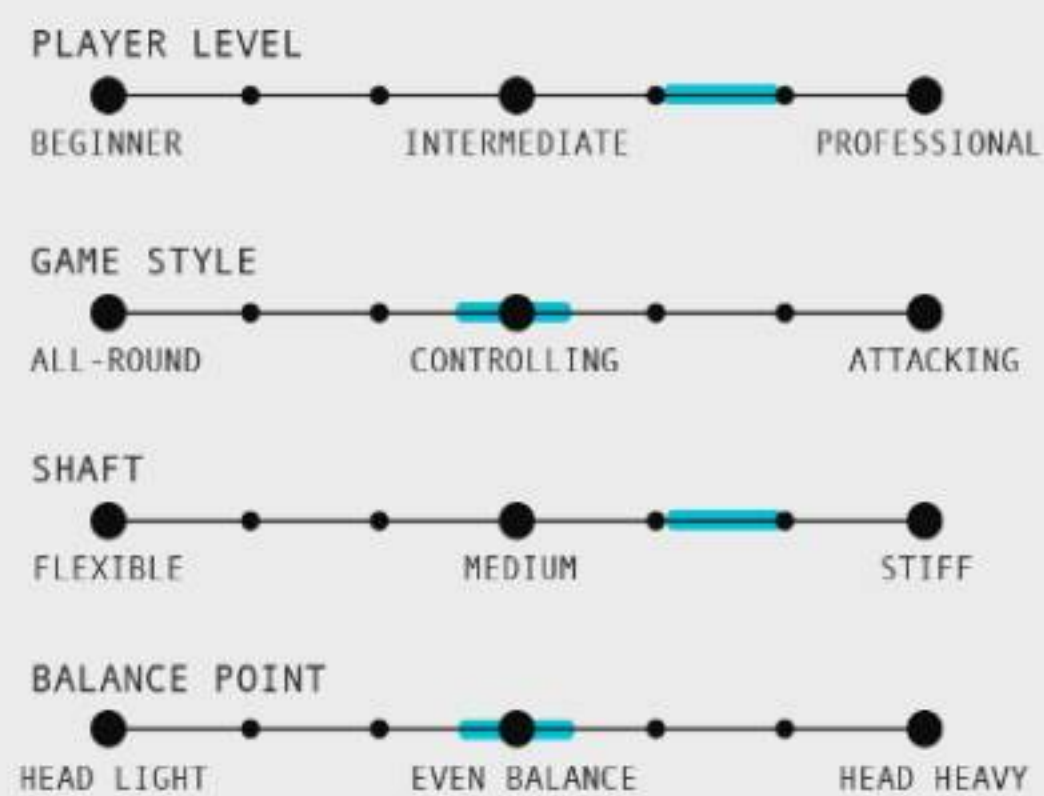 PLAYER LEVEL
BEGINNER INTERMEDIATE PROFESSIONAL
GAME STYLE
ALL-ROUND CONTROLLING ATTACKING
SHAFT
FLEXIBLE MEDIUM STIFF
BALANCE POINT
HEAD LIGHT EVEN BALANCE HEAD HEAVY